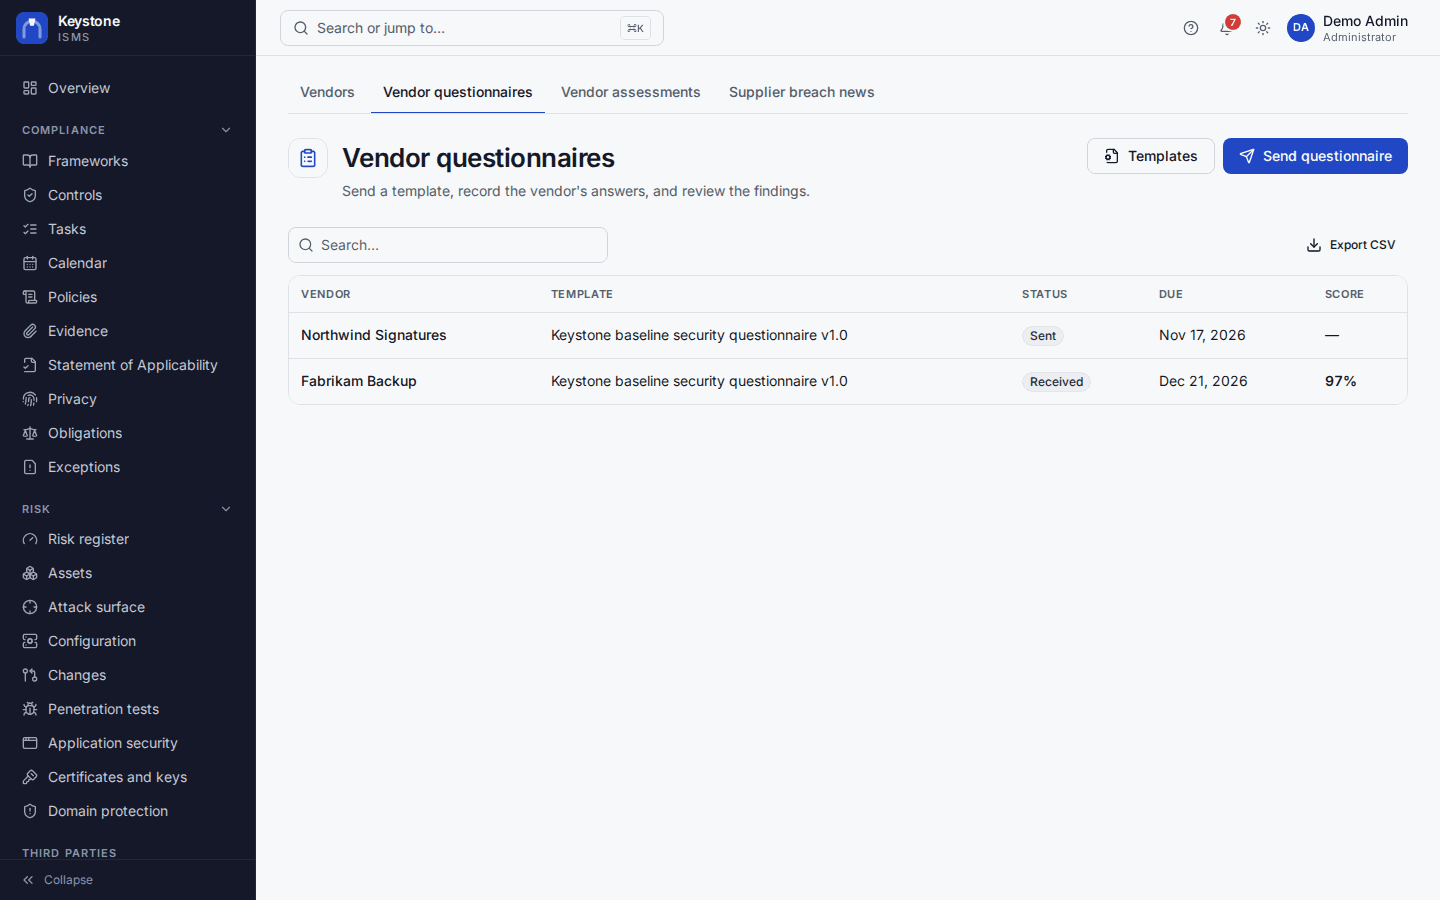 Keystone
ISMS
Search or jump to...
⌘K
7
DA
Demo Admin
Administrator
Overview
COMPLIANCE
Frameworks
Controls
Tasks
Calendar
Policies
Evidence
Statement of Applicability
Privacy
Obligations
Exceptions
RISK
Risk register
Assets
Attack surface
Configuration
Changes
Penetration tests
Application security
Certificates and keys
Domain protection
THIRD PARTIES
Collapse
Vendors
Vendor questionnaires
Vendor assessments
Supplier breach news
Vendor questionnaires
Send a template, record the vendor's answers, and review the findings.
Templates
Send questionnaire
Search...
Export CSV
VENDOR TEMPLATE STATUS DUE SCORE
Northwind Signatures Keystone baseline security questionnaire v1.0 Sent Nov 17, 2026 —
Fabrikam Backup Keystone baseline security questionnaire v1.0 Received Dec 21, 2026 97%